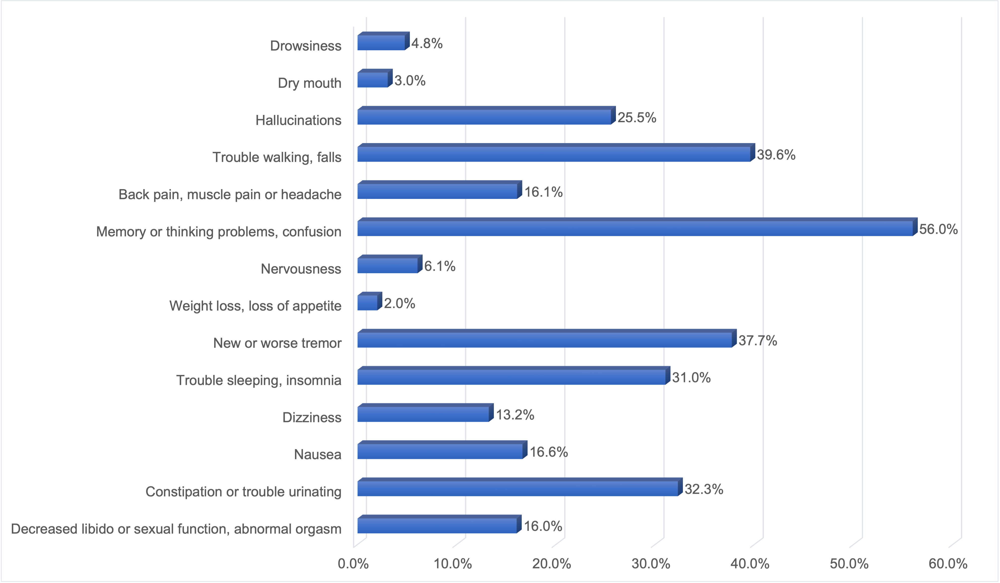 Drowsiness 4.8%
Dry mouth 3.0%
Hallucinations 25.5%
Trouble walking, falls 39.6%
Back pain, muscle pain or headache 16.1%
Memory or thinking problems, confusion 56.0%
Nervousness 6.1%
Weight loss, loss of appetite 2.0%
New or worse tremor 37.7%
Trouble sleeping, insomnia 31.0%
Dizziness 13.2%
Nausea 16.6%
Constipation or trouble urinating 32.3%
Decreased libido or sexual function, abnormal orgasm 16.0%
0.0% 10.0% 20.0% 30.0% 40.0% 50.0% 60.0%